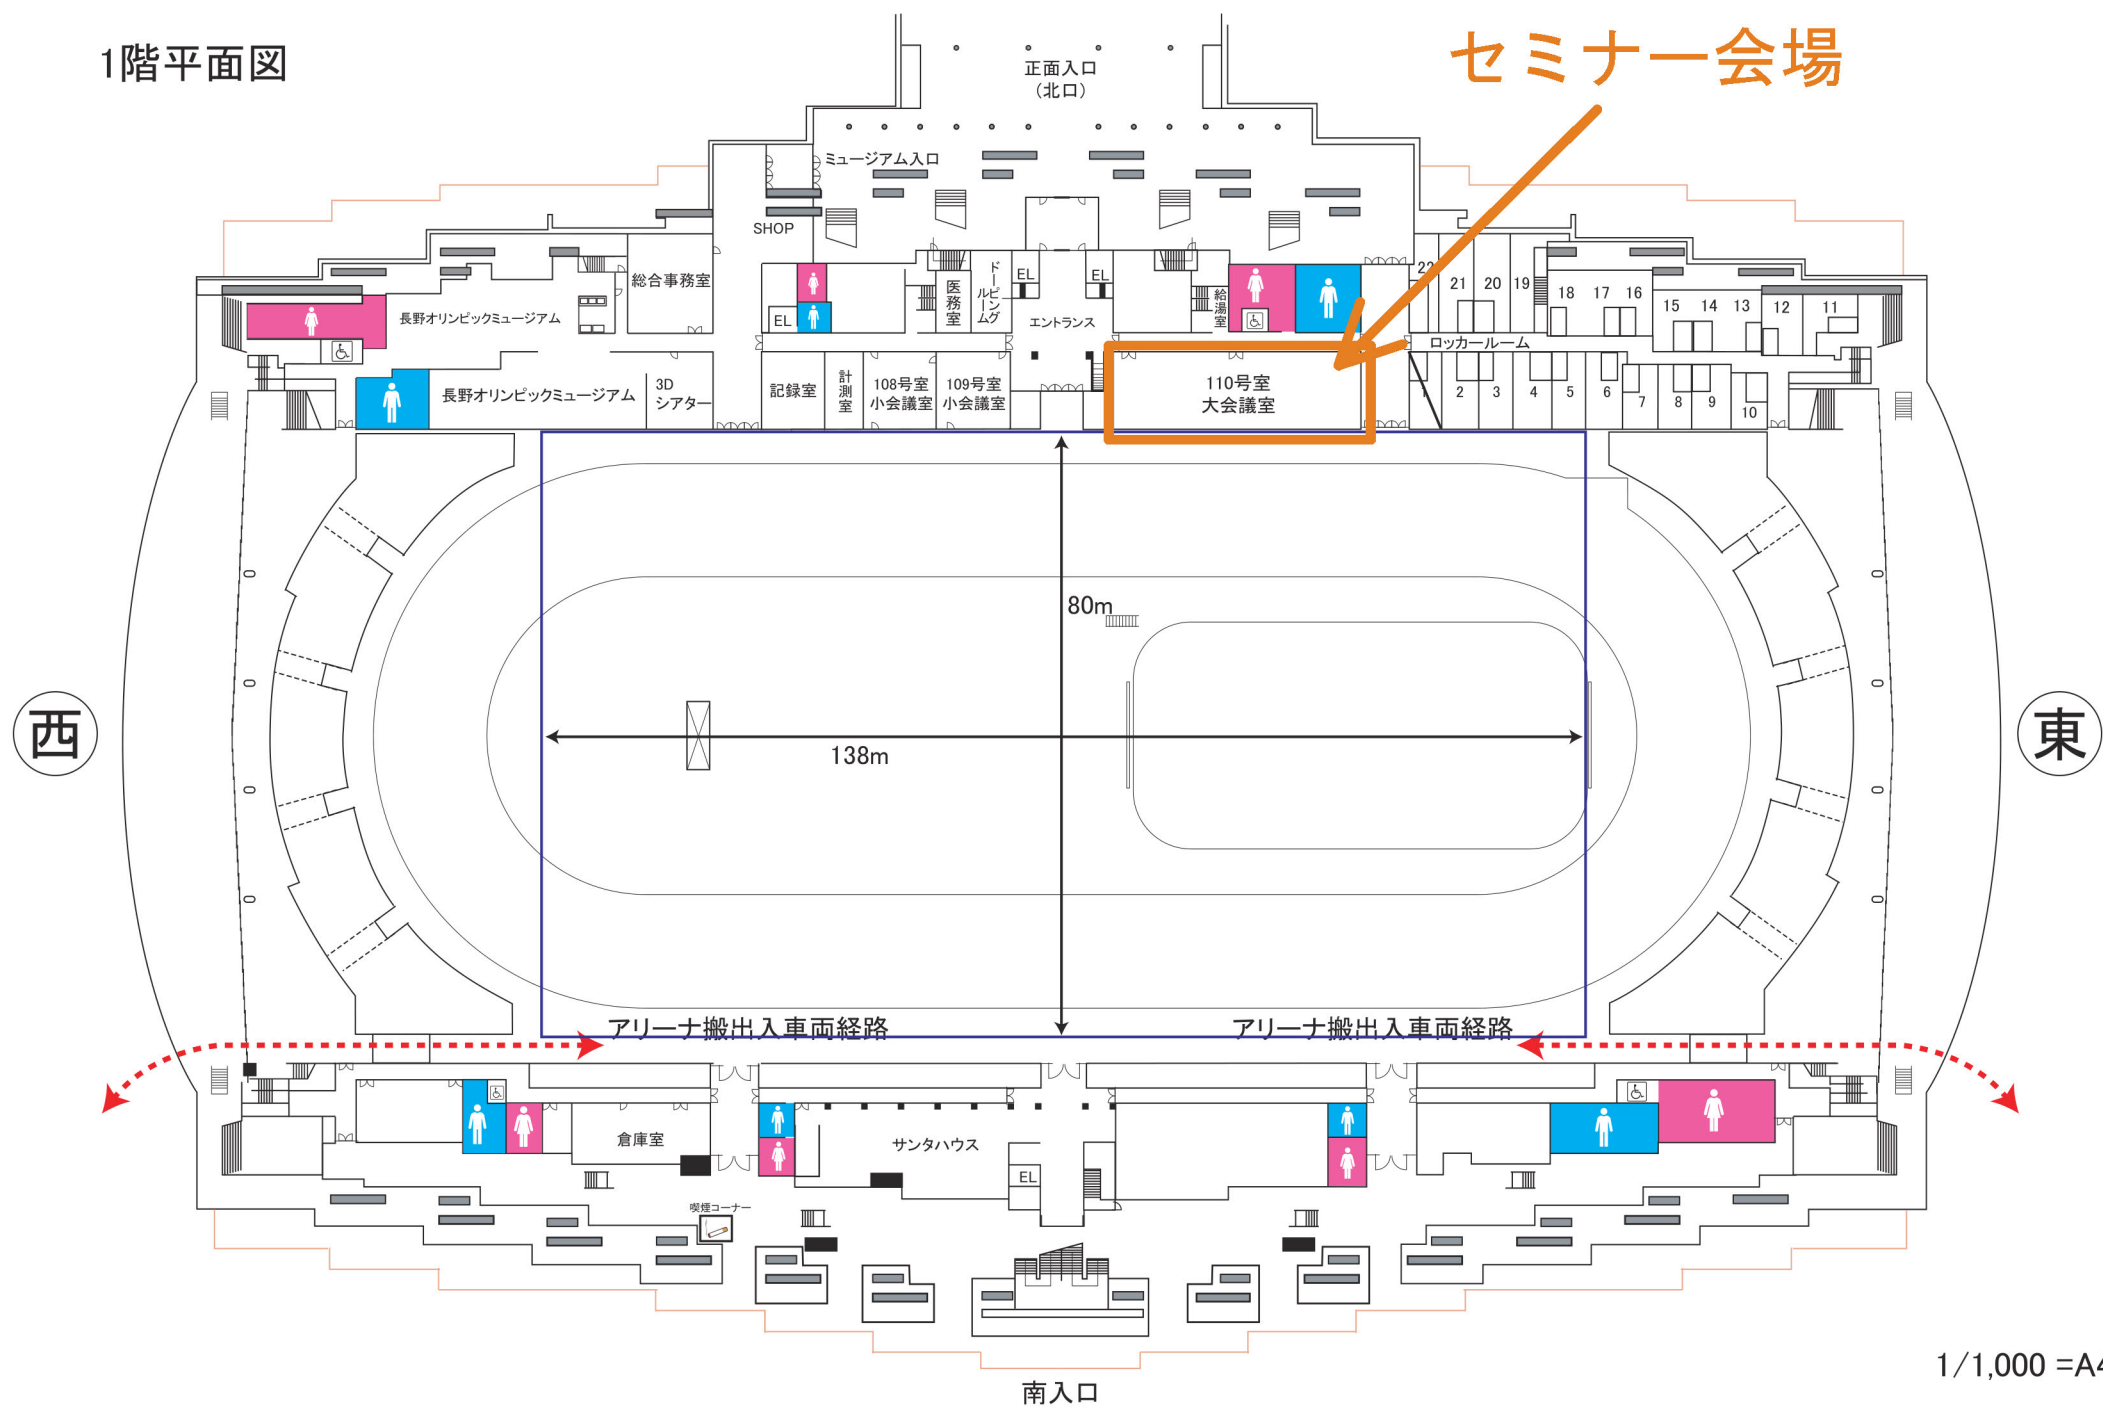 1階平面図
セミナー会場
正面入口
(北口)
ミュージアム入口
SHOP
総合事務室
長野オリンピックミュージアム
EL
医務室
ドーピングルーム
EL
EL
エントランス
給湯室
22
21
20
19
18
17
16
15
14
13
12
11
ロッカールーム
長野オリンピックミュージアム
3D
シアター
記録室
計測室
108号室
小会議室
109号室
小会議室
110号室
大会議室
1
2
3
4
5
6
7
8
9
10
80m
138m
西
東
アリーナ搬出入車両経路
アリーナ搬出入車両経路
倉庫室
サンタハウス
EL
喫煙コーナー
南入口
1/1,000 =A4